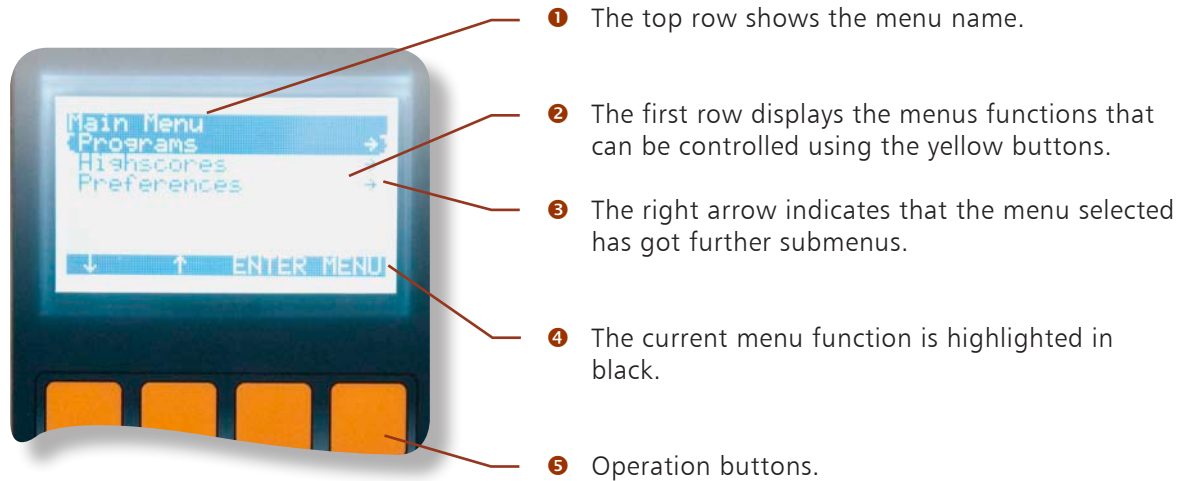 ❶ The top row shows the menu name.
Main Menu
Programs →
Highscores
Preferences →
↓ ↑ ENTER MENU
❷ The first row displays the menus functions that
can be controlled using the yellow buttons.
❸ The right arrow indicates that the menu selected
has got further submenus.
❹ The current menu function is highlighted in
black.
❺ Operation buttons.